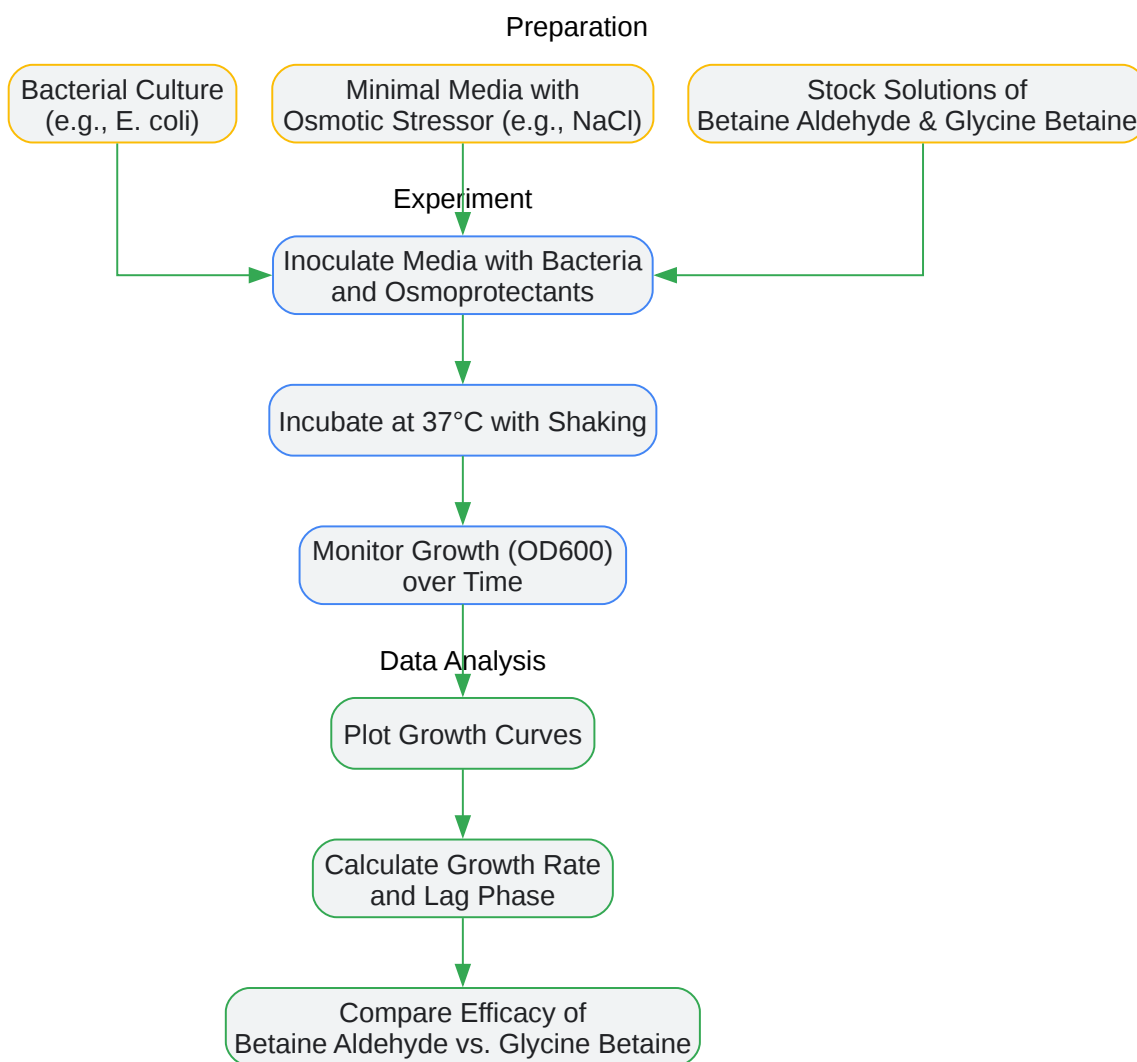 Preparation
Bacterial Culture
(e.g., E. coli)
Minimal Media with
Osmotic Stressor (e.g., NaCl)
Stock Solutions of
Betaine Aldehyde & Glycine Betaine
Experiment
Inoculate Media with Bacteria
and Osmoprotectants
Incubate at 37°C with Shaking
Monitor Growth (OD600)
over Time
Data Analysis
Plot Growth Curves
Calculate Growth Rate
and Lag Phase
Compare Efficacy of
Betaine Aldehyde vs. Glycine Betaine